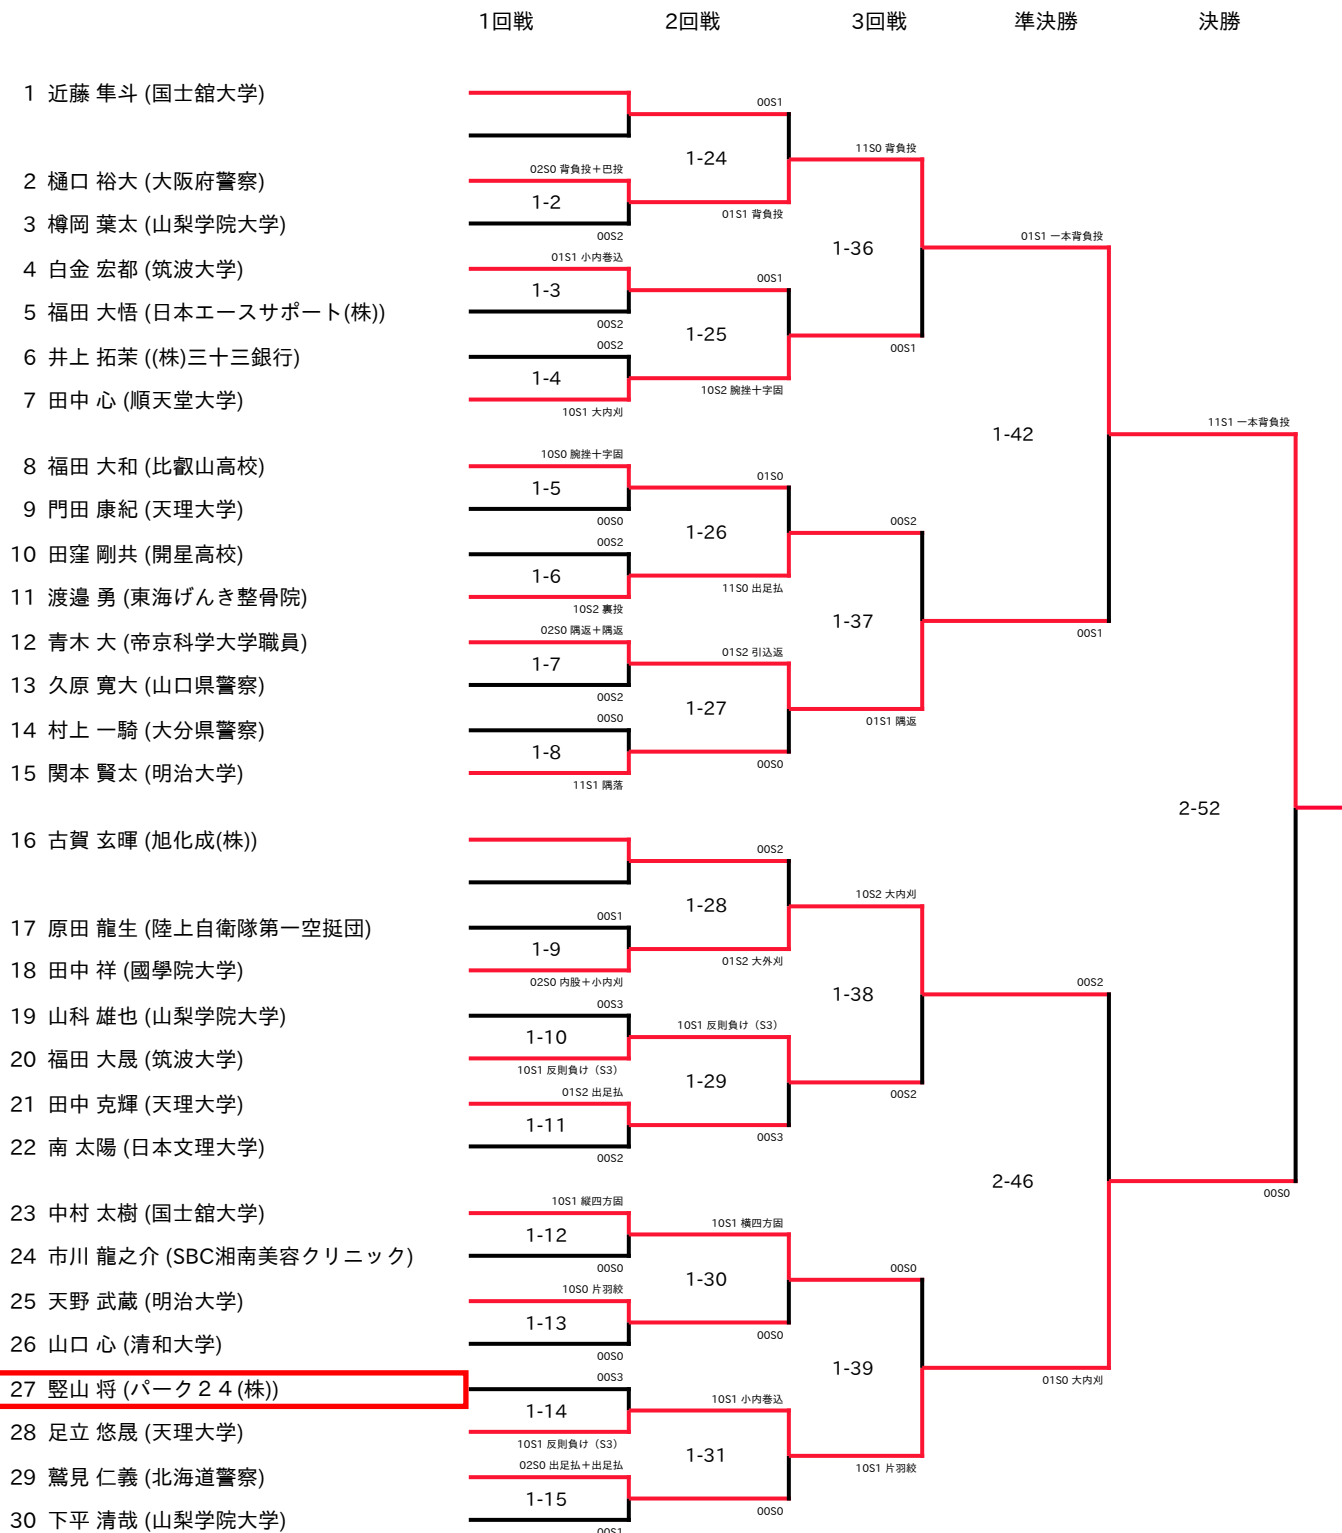 1回戦 2回戦 3回戦 準決勝 決勝
1 近藤 隼斗 (国士舘大学)
00S1
1-24
11S0 背負投
02S0 背負投＋巴投
2 樋口 裕大 (大阪府警察)
1-2
01S1 背負投
3 樽岡 葉太 (山梨学院大学)
00S2
01S1 一本背負投
1-36
01S1 小内巻込
4 白金 宏都 (筑波大学)
00S1
1-3
5 福田 大悟 (日本エースサポート(株))
00S2
1-25
00S2
00S1
6 井上 拓茉 ((株)三十三銀行)
1-4
10S2 腕挫十字固
7 田中 心 (順天堂大学)
10S1 大内刈
11S1 一本背負投
1-42
10S0 腕挫十字固
8 福田 大和 (比叡山高校)
01S0
1-5
9 門田 康紀 (天理大学)
00S0
00S2
1-26
00S2
10 田窪 剛共 (開星高校)
1-6
11S0 出足払
11 渡邉 勇 (東海げんき整骨院)
10S2 裏投
1-37
02S0 隅返＋隅返
00S1
12 青木 大 (帝京科学大学職員)
01S2 引込返
1-7
13 久原 寛大 (山口県警察)
00S2
1-27
00S0
01S1 隅返
14 村上 一騎 (大分県警察)
1-8
00S0
15 関本 賢太 (明治大学)
11S1 隅落
2-52
16 古賀 玄暉 (旭化成(株))
00S2
10S2 大内刈
1-28
00S1
17 原田 龍生 (陸上自衛隊第一空挺団)
1-9
01S2 大外刈
18 田中 祥 (國學院大学)
02S0 内股＋小内刈
00S2
1-38
00S3
19 山科 雄也 (山梨学院大学)
10S1 反則負け（S3）
1-10
20 福田 大晟 (筑波大学)
10S1 反則負け（S3）
1-29
01S2 出足払
00S2
21 田中 克輝 (天理大学)
1-11
00S3
22 南 太陽 (日本文理大学)
00S2
2-46
00S0
10S1 縦四方固
23 中村 太樹 (国士舘大学)
10S1 横四方固
1-12
24 市川 龍之介 (SBC湘南美容クリニック)
00S0
00S0
1-30
10S0 片羽絞
25 天野 武蔵 (明治大学)
1-13
00S0
26 山口 心 (清和大学)
00S0
1-39
00S3
01S0 大内刈
27 竪山 将 (パーク２４(株))
10S1 小内巻込
1-14
28 足立 悠晟 (天理大学)
10S1 反則負け（S3）
1-31
02S0 出足払＋出足払
10S1 片羽絞
29 鷲見 仁義 (北海道警察)
1-15
00S0
30 下平 清哉 (山梨学院大学)
00S1